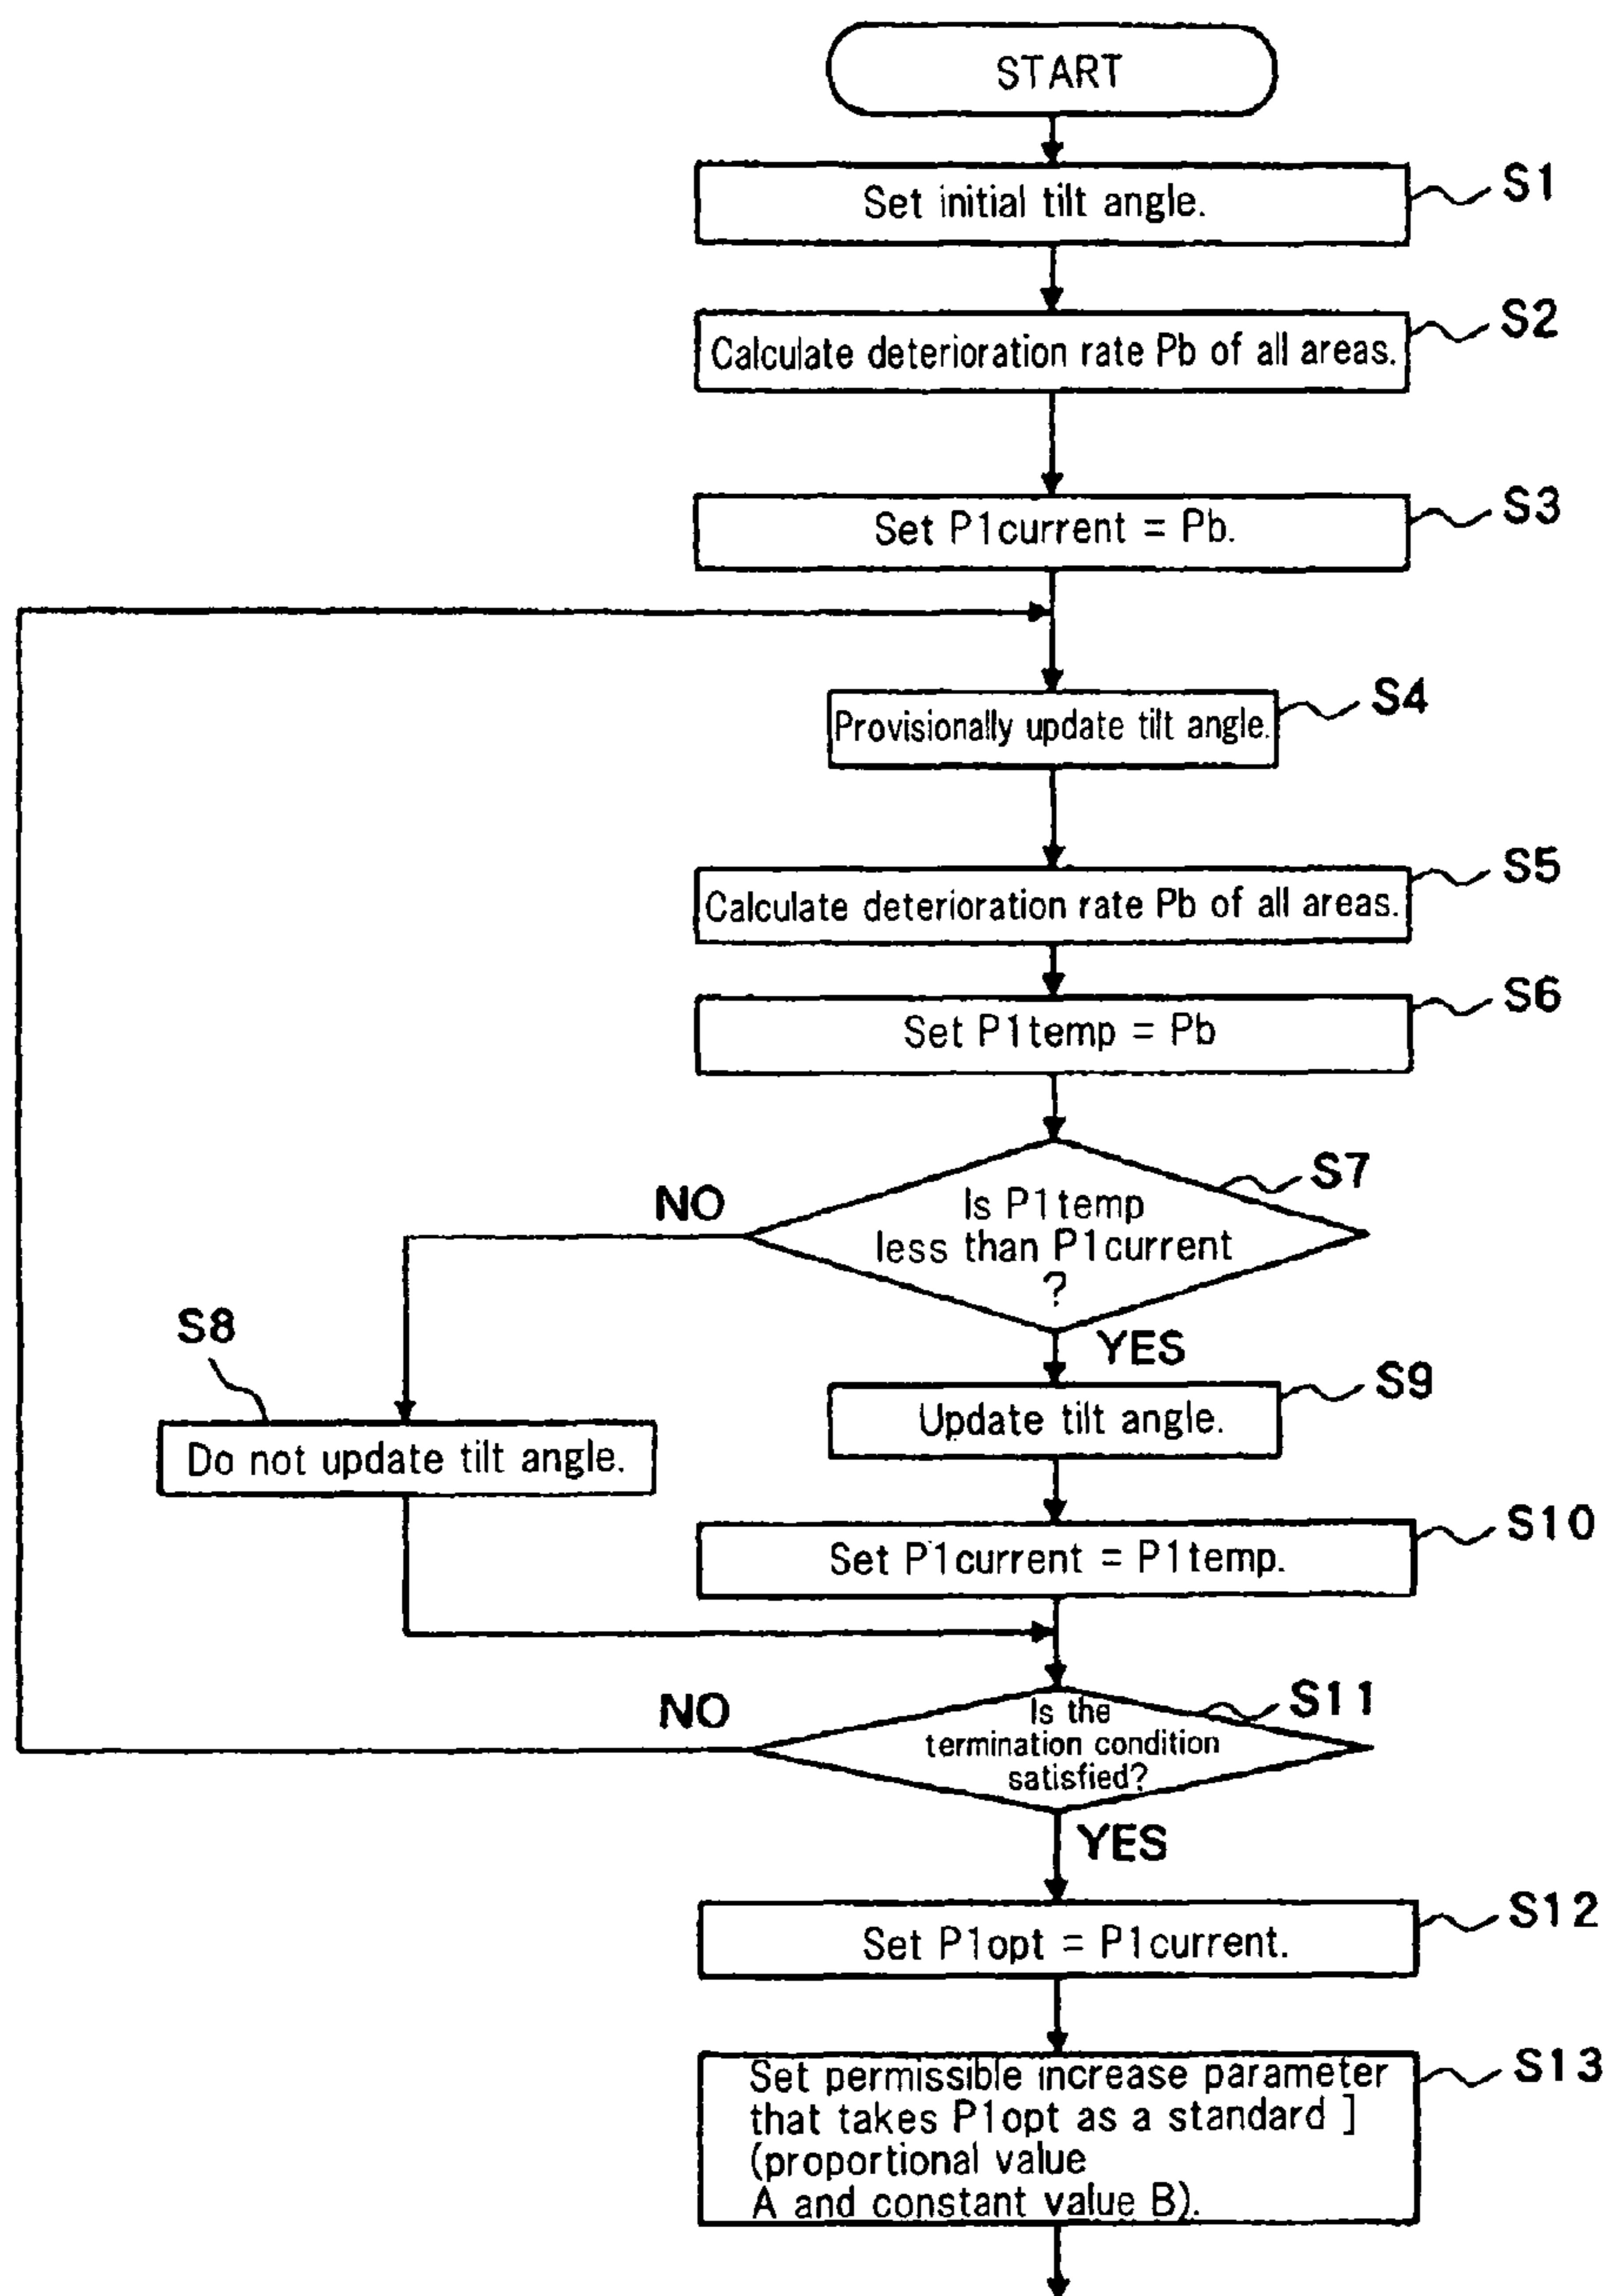 START
Set initial tilt angle.
S1
Calculate deterioration rate Pb of all areas.
S2
Set P1current = Pb.
S3
Provisionally update tilt angle.
S4
Calculate deterioration rate Pb of all areas.
S5
Set P1temp = Pb
S6
Is P1temp
less than P1current
?
S7
NO
YES
S8
Do not update tilt angle.
Update tilt angle.
S9
Set P1current = P1temp.
S10
Is the
termination condition
satisfied?
S11
NO
YES
Set P1opt = P1current.
S12
Set permissible increase parameter
that takes P1opt as a standard ]
(proportional value
A and constant value B).
S13